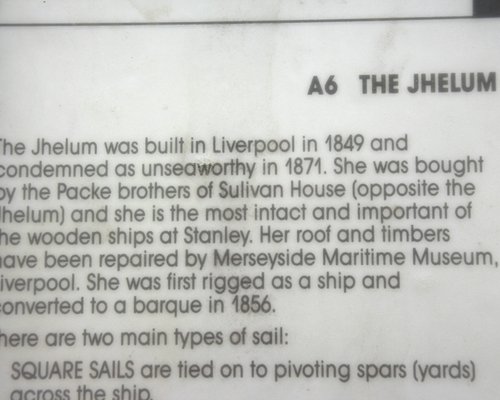 A6 THE JHELUM
The Jhelum was built in Liverpool in 1849 and
condemned as unseaworthy in 1871. She was bought
by the Packe brothers of Sulivan House (opposite the
Jhelum) and she is the most intact and important of
the wooden ships at Stanley. Her roof and timbers
have been repaired by Merseyside Maritime Museum,
Liverpool. She was first rigged as a ship and
converted to a barque in 1856.
There are two main types of sail:
SQUARE SAILS are tied on to pivoting spars (yards)
across the ship.